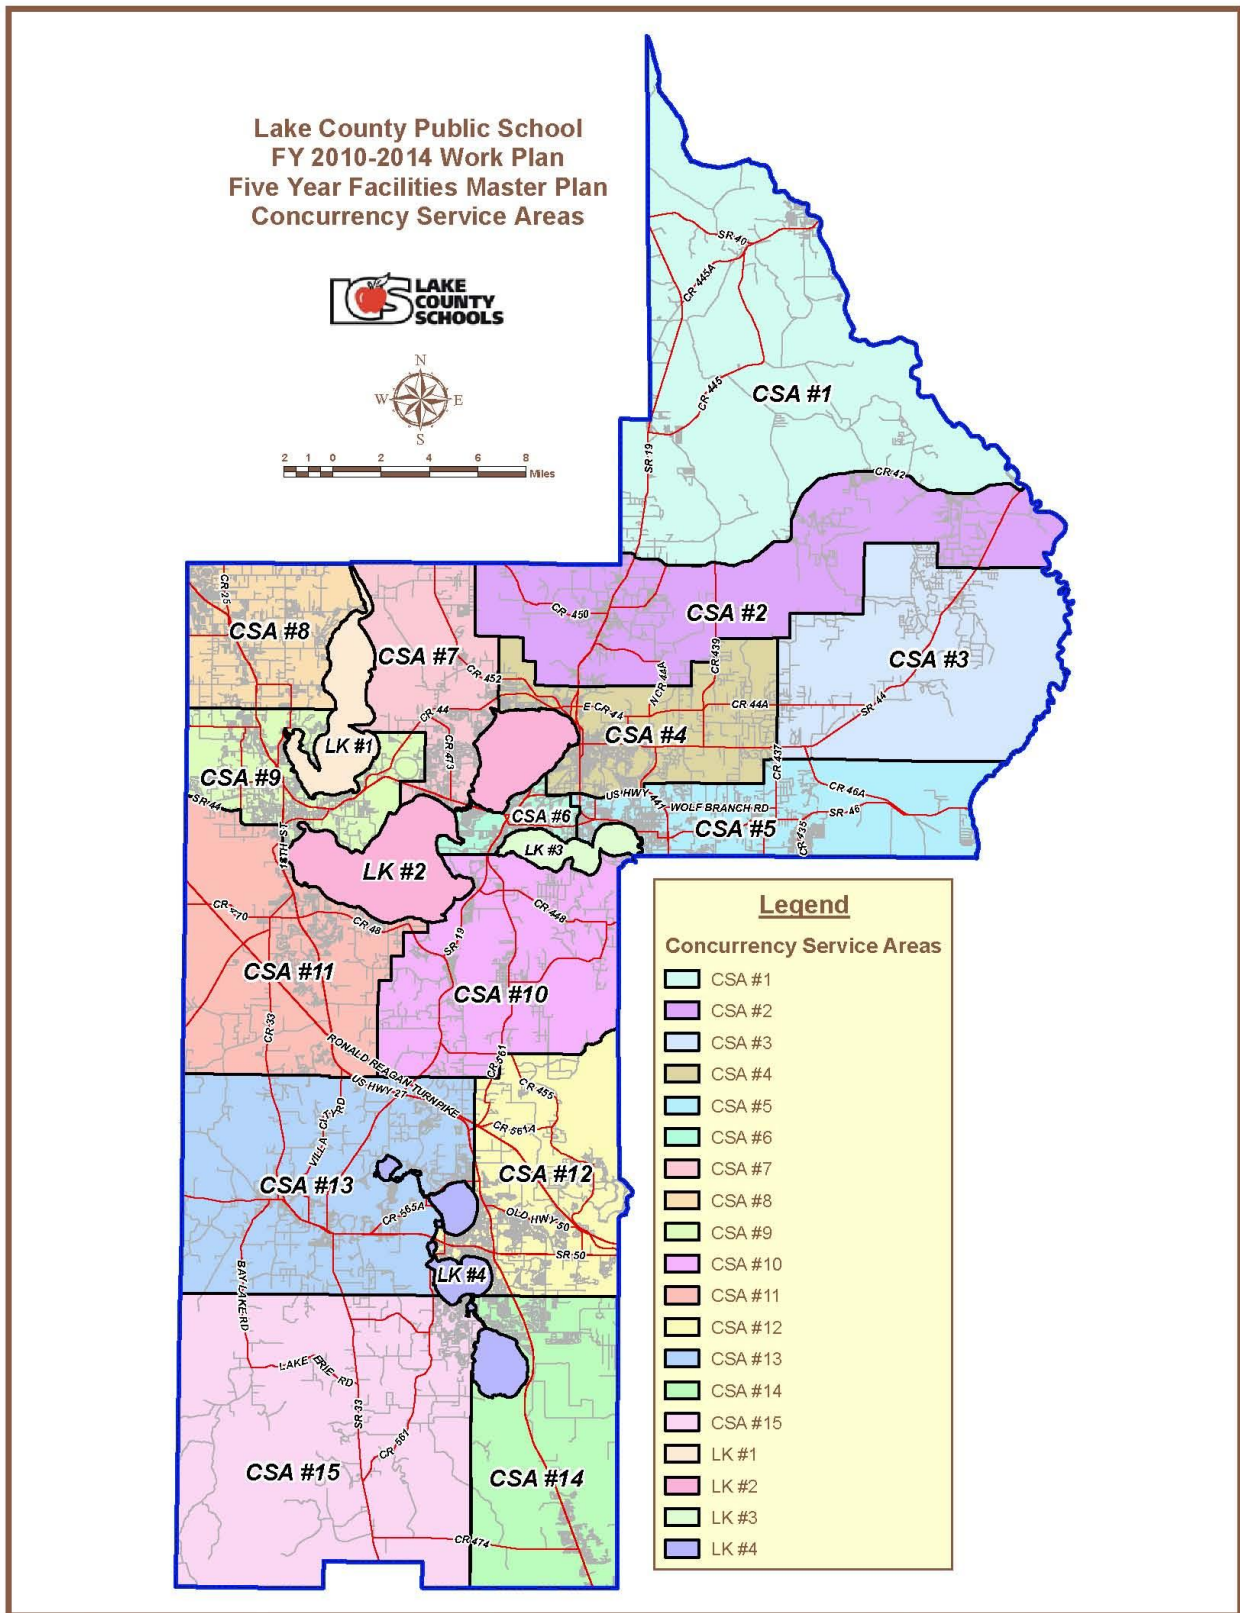 Lake County Public School
FY 2010-2014 Work Plan
Five Year Facilities Master Plan
Concurrency Service Areas
LCS LAKE
COUNTY
SCHOOLS
N
W E
S
2 1 0 2 4 6 8
Miles
SR 40
CR 445A
CSA #1
CR 445
SR 19
CR 42
CR 25
CSA #8
CR 450
CSA #2
CSA #7
CR 439
CSA #3
CR 452
N CR 44A
E CR 44
CR 44A
SR 44
CR 44
CSA #4
LK #1
CR 473
CR 437
CSA #9
SR 44
US HWY 441
CR 46A
WOLF BRANCH RD
SR 46
CSA #6
CSA #5
CR 435
LK #3
LK #2
CR 470
CR 48
CR 448
SR 19
CSA #11
CSA #10
CR 33
RONALD REAGAN TURNPIKE
CR 561
US HWY 27
CR 455
VILLA CITY RD
CR 561A
CSA #12
CSA #13
CR 565A
OLD HWY 50
SR 50
BAY LAKE RD
LK #4
LAKE ERIE RD
SR 33
CR 561
CSA #15
CSA #14
CR 474
Legend
Concurrency Service Areas
CSA #1
CSA #2
CSA #3
CSA #4
CSA #5
CSA #6
CSA #7
CSA #8
CSA #9
CSA #10
CSA #11
CSA #12
CSA #13
CSA #14
CSA #15
LK #1
LK #2
LK #3
LK #4